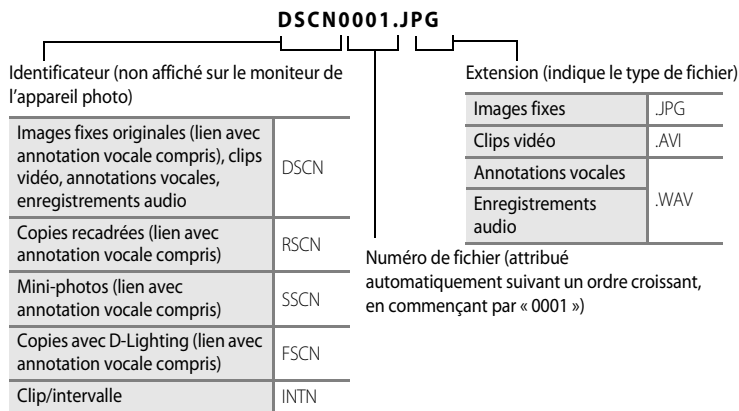 DSCN0001.JPG
Identificateur (non affiché sur le moniteur de
l'appareil photo)
Images fixes originales (lien avec
annotation vocale compris), clips
vidéo, annotations vocales,
enregistrements audio
DSCN
Copies recadrées (lien avec
annotation vocale compris)
RSCN
Mini-photos (lien avec
annotation vocale compris)
SSCN
Copies avec D-Lighting (lien avec
annotation vocale compris)
FSCN
Clip/intervalle
INTN
Extension (indique le type de fichier)
Images fixes
.JPG
Clips vidéo
.AVI
Annotations vocales
Enregistrements
audio
.WAV
Numéro de fichier (attribué
automatiquement suivant un ordre croissant,
en commençant par « 0001 »)